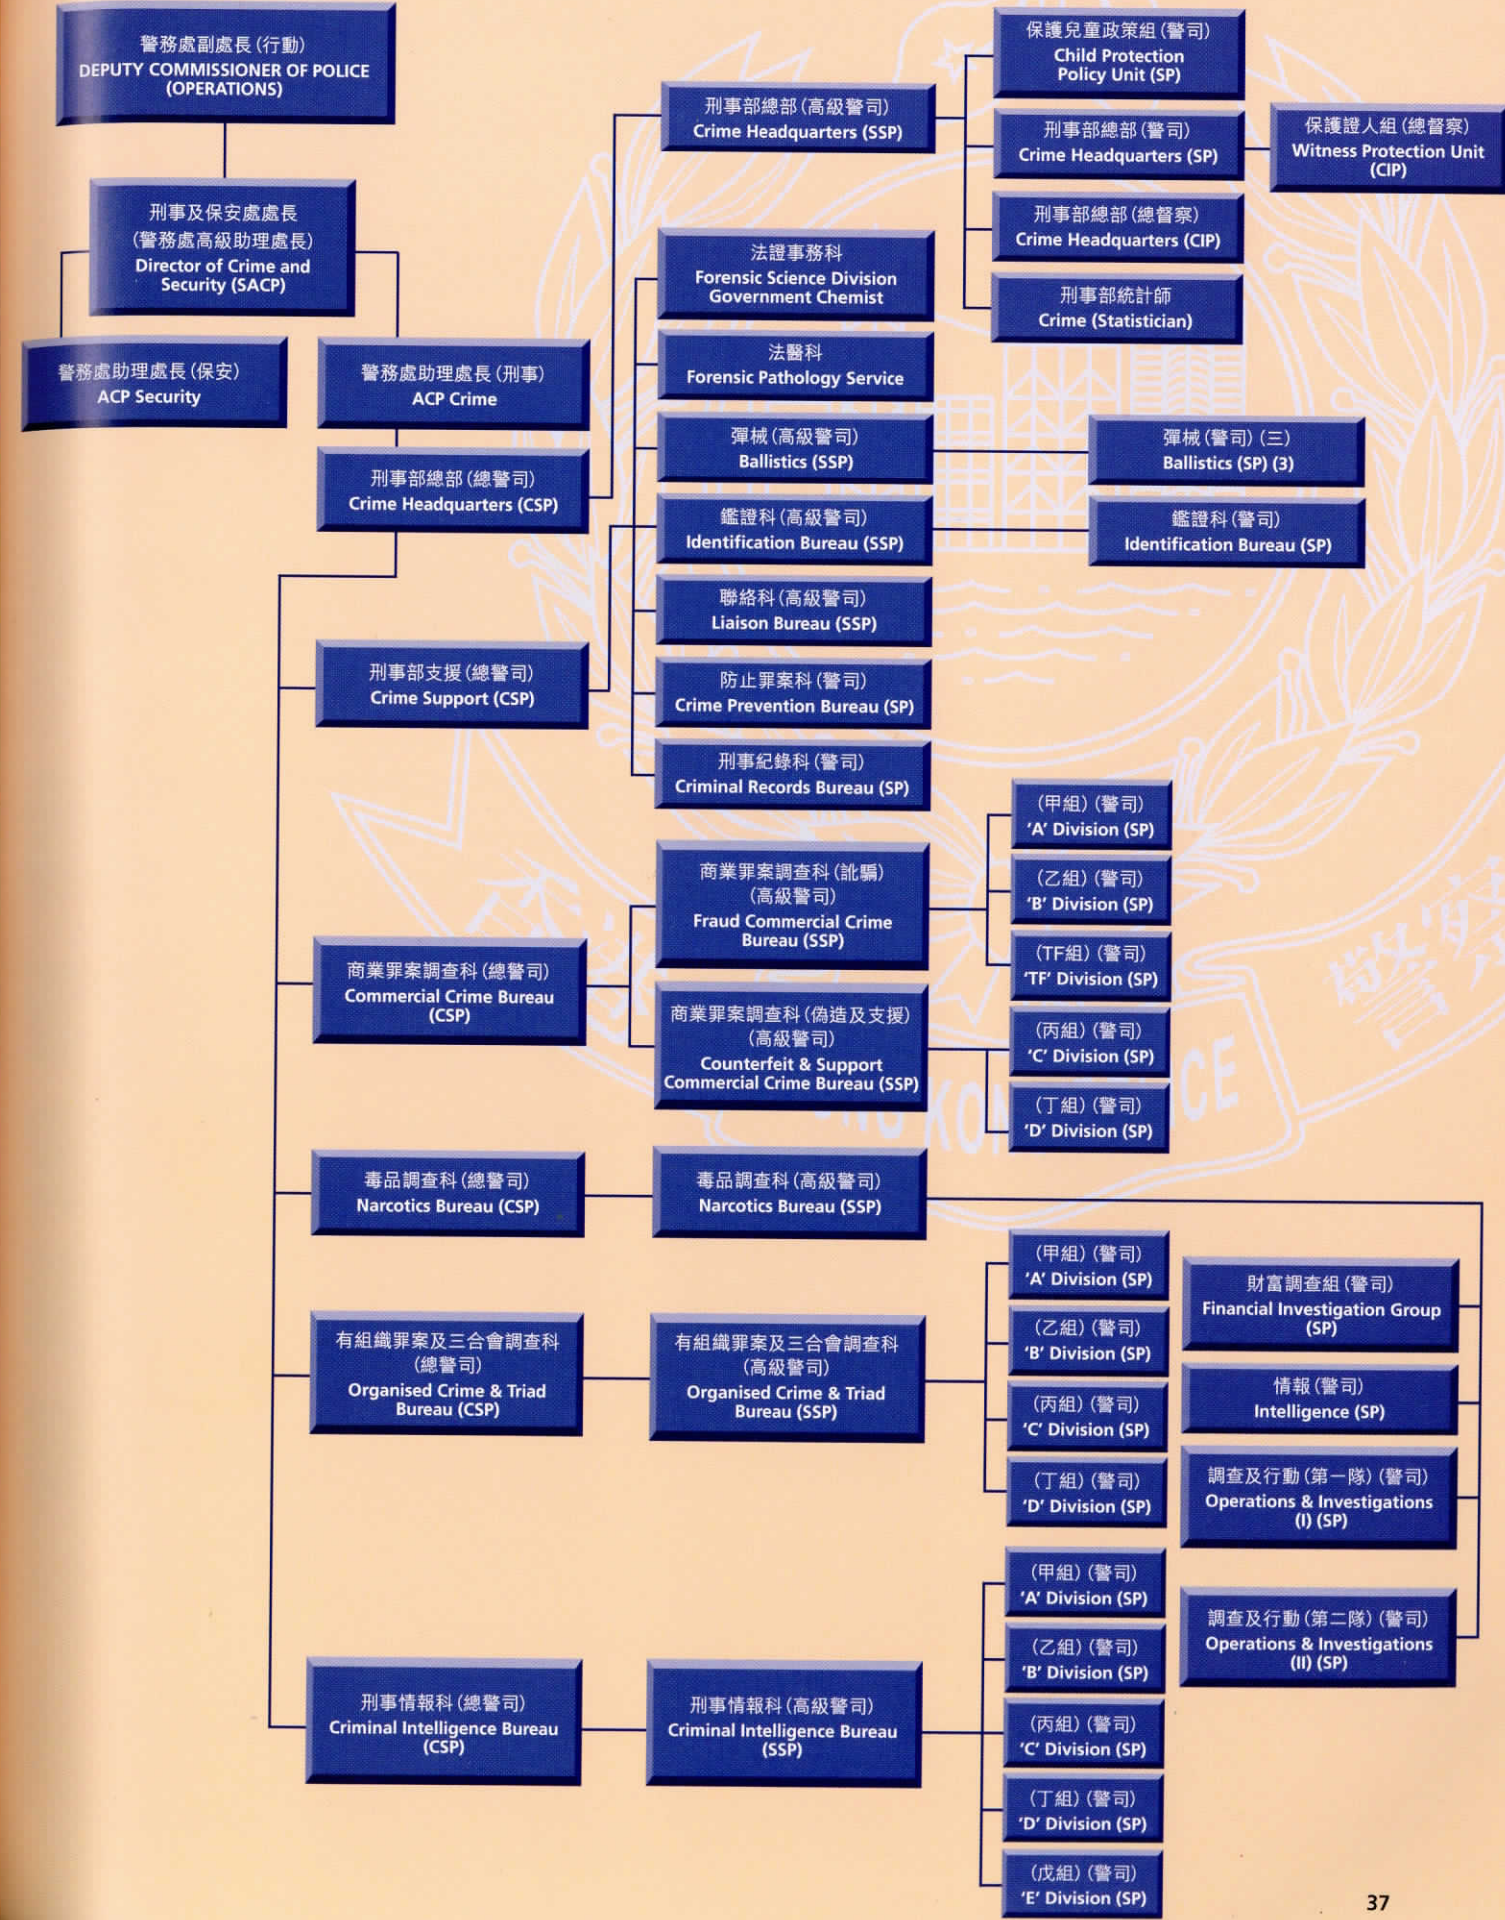 警務處副處長(行動)
DEPUTY COMMISSIONER OF POLICE
(OPERATIONS)
刑事及保安處處長
(警務處高級助理處長)
Director of Crime and
Security (SACP)
警務處助理處長(保安)
ACP Security
警務處助理處長(刑事)
ACP Crime
刑事部總部(總警司)
Crime Headquarters (CSP)
刑事部總部(高級警司)
Crime Headquarters (SSP)
保護兒童政策組(警司)
Child Protection
Policy Unit (SP)
刑事部總部(警司)
Crime Headquarters (SP)
保護證人組(總督察)
Witness Protection Unit
(CIP)
刑事部總部(總督察)
Crime Headquarters (CIP)
刑事部統計師
Crime (Statistician)
刑事部支援(總警司)
Crime Support (CSP)
法證事務科
Forensic Science Division
Government Chemist
法醫科
Forensic Pathology Service
彈械(高級警司)
Ballistics (SSP)
彈械(警司)(三)
Ballistics (SP) (3)
鑑證科(高級警司)
Identification Bureau (SSP)
鑑證科(警司)
Identification Bureau (SP)
聯絡科(高級警司)
Liaison Bureau (SSP)
防止罪案科(警司)
Crime Prevention Bureau (SP)
刑事紀錄科(警司)
Criminal Records Bureau (SP)
商業罪案調查科(總警司)
Commercial Crime Bureau
(CSP)
商業罪案調查科(訛騙)
(高級警司)
Fraud Commercial Crime
Bureau (SSP)
(甲組)(警司)
‘A’ Division (SP)
(乙組)(警司)
‘B’ Division (SP)
(TF組)(警司)
‘TF’ Division (SP)
商業罪案調查科(偽造及支援)
(高級警司)
Counterfeit & Support
Commercial Crime Bureau (SSP)
(丙組)(警司)
‘C’ Division (SP)
(丁組)(警司)
‘D’ Division (SP)
毒品調查科(總警司)
Narcotics Bureau (CSP)
毒品調查科(高級警司)
Narcotics Bureau (SSP)
財富調查組(警司)
Financial Investigation Group
(SP)
情報(警司)
Intelligence (SP)
調查及行動(第一隊)(警司)
Operations & Investigations
(I) (SP)
調查及行動(第二隊)(警司)
Operations & Investigations
(II) (SP)
有組織罪案及三合會調查科
(總警司)
Organised Crime & Triad
Bureau (CSP)
有組織罪案及三合會調查科
(高級警司)
Organised Crime & Triad
Bureau (SSP)
(甲組)(警司)
‘A’ Division (SP)
(乙組)(警司)
‘B’ Division (SP)
(丙組)(警司)
‘C’ Division (SP)
(丁組)(警司)
‘D’ Division (SP)
刑事情報科(總警司)
Criminal Intelligence Bureau
(CSP)
刑事情報科(高級警司)
Criminal Intelligence Bureau
(SSP)
(甲組)(警司)
‘A’ Division (SP)
(乙組)(警司)
‘B’ Division (SP)
(丙組)(警司)
‘C’ Division (SP)
(丁組)(警司)
‘D’ Division (SP)
(戊組)(警司)
‘E’ Division (SP)
37